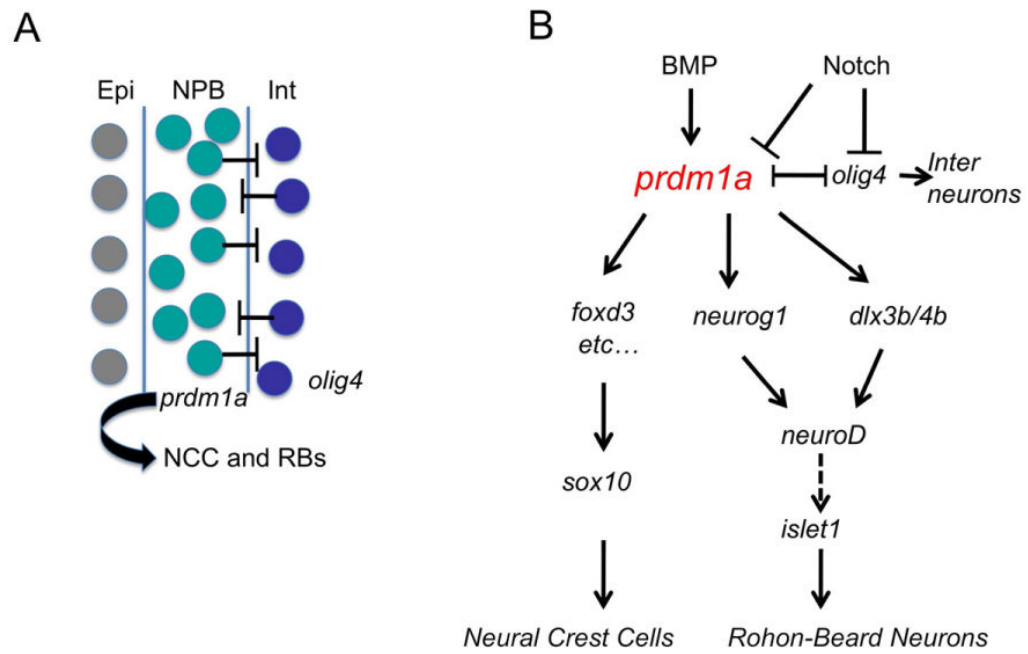 A
Epi NPB Int
olig4
prdm1a
NCC and RBs
B
BMP Notch
prdm1a olig4 Inter
neurons
foxd3 neurog1 dlx3b/4b
etc...
neuroD
sox10
islet1
Neural Crest Cells Rohon-Beard Neurons